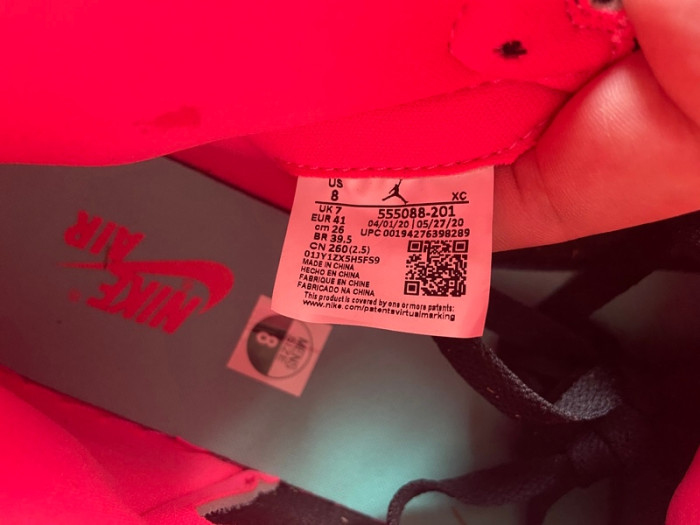 US
8
XC
UK 7
EUR 41
cm 26
BR 39.5
CN 260(2.5)
555088-201
04/01/20 | 05/27/20
UPC 00194276398289
01JY1ZX5H5FS9
MADE IN CHINA
HECHO EN CHINA
FABRIQUE EN CHINE
FABRICADO NA CHINA
This product is covered by one or more patents:
www.nike.com/patentsvirtualmarking
NIKE
AIR
8